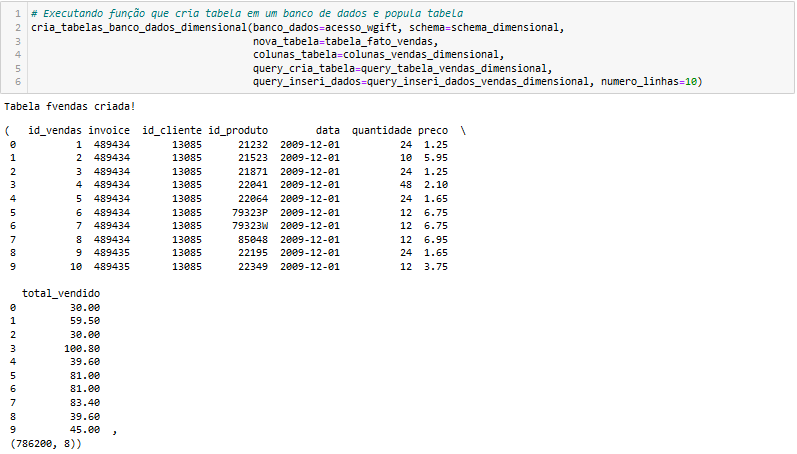 1 # Executando função que cria tabela em um banco de dados e popula tabela
2 cria_tabelas_banco_dados_dimensional(banco_dados=acesso_wgift, schema=schema_dimensional,
3 nova_tabela=tabela_fato_vendas,
4 colunas_tabela=colunas_vendas_dimensional,
5 query_cria_tabela=query_tabela_vendas_dimensional,
6 query_inseri_dados=query_inseri_dados_vendas_dimensional, numero_linhas=10)
Tabela fvendas criada!
( id_vendas invoice id_cliente id_produto data quantidade preco \
0 1 489434 13085 21232 2009-12-01 24 1.25
1 2 489434 13085 21523 2009-12-01 10 5.95
2 3 489434 13085 21871 2009-12-01 24 1.25
3 4 489434 13085 22041 2009-12-01 48 2.10
4 5 489434 13085 22064 2009-12-01 24 1.65
5 6 489434 13085 79323P 2009-12-01 12 6.75
6 7 489434 13085 79323W 2009-12-01 12 6.75
7 8 489434 13085 85048 2009-12-01 12 6.95
8 9 489435 13085 22195 2009-12-01 24 1.65
9 10 489435 13085 22349 2009-12-01 12 3.75
total_vendido
0 30.00
1 59.50
2 30.00
3 100.80
4 39.60
5 81.00
6 81.00
7 83.40
8 39.60
9 45.00 ,
(786200, 8))